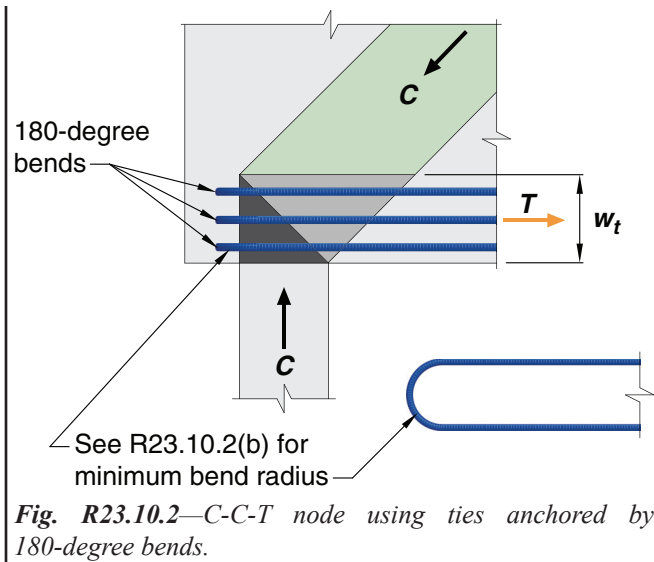 C
180-degree
bends
T
wt
C
See R23.10.2(b) for
minimum bend radius
Fig. R23.10.2—C-C-T node using ties anchored by
180-degree bends.